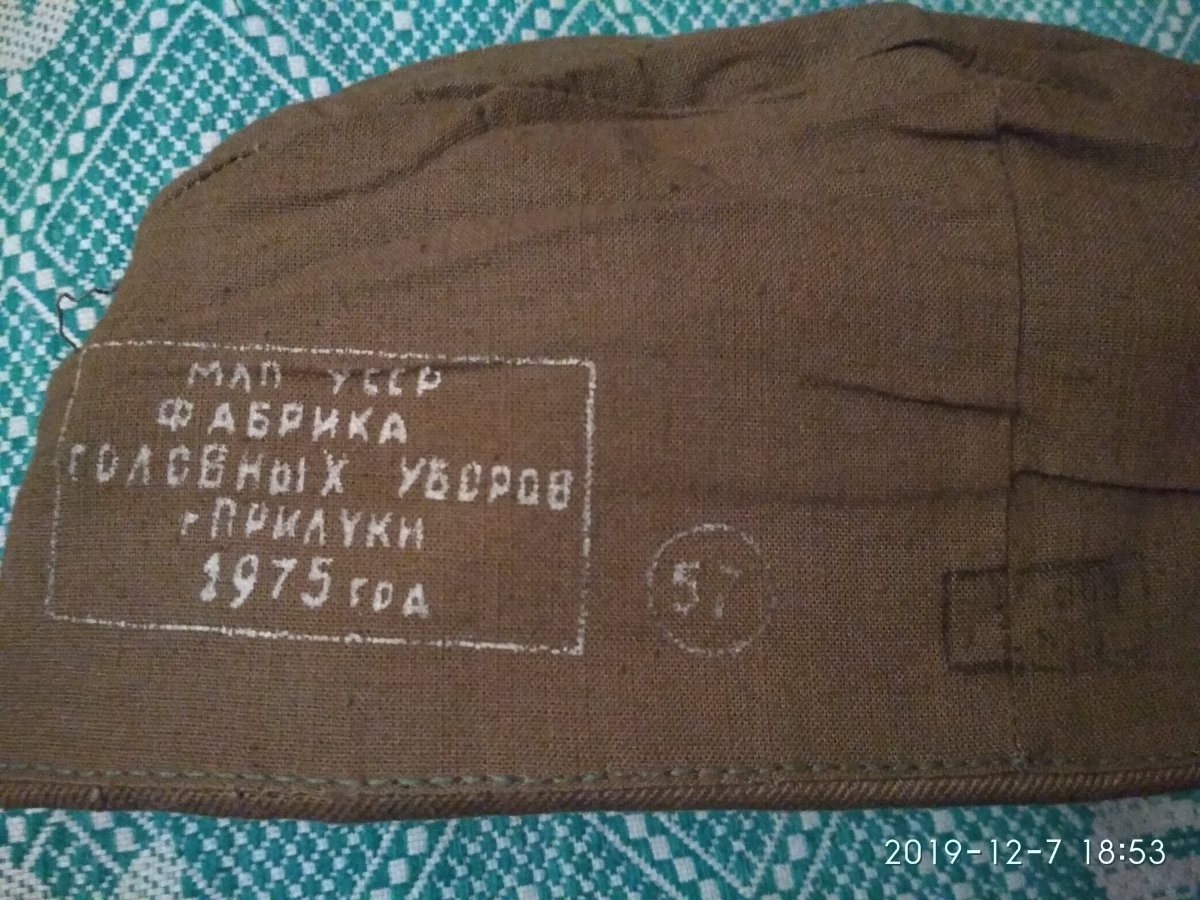 МЛП УССР
ФАБРИКА
ГОЛОВНЫХ УБОРОВ
г ПРИЛУКИ
1975 год
57
2019-12-7 18:53